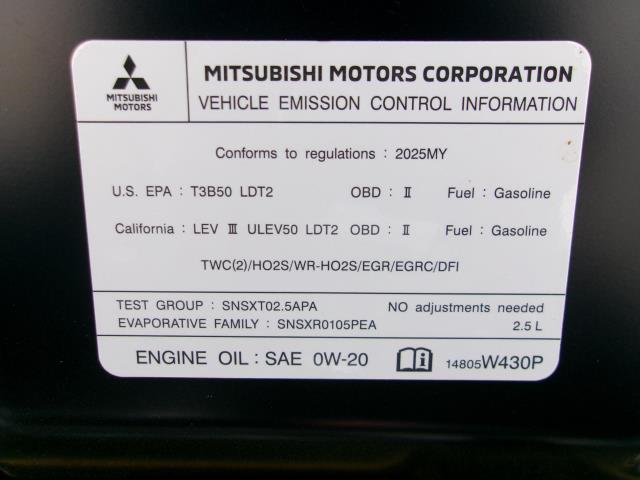 MITSUBISHI MOTORS
MITSUBISHI MOTORS CORPORATION
VEHICLE EMISSION CONTROL INFORMATION
Conforms to regulations : 2025MY
U.S. EPA : T3B50 LDT2 OBD : II Fuel : Gasoline
California : LEV III ULEV50 LDT2 OBD : II Fuel : Gasoline
TWC(2)/HO2S/WR-HO2S/EGR/EGRC/DFI
TEST GROUP : SNSXT02.5APA NO adjustments needed
EVAPORATIVE FAMILY : SNSXR0105PEA 2.5 L
ENGINE OIL : SAE 0W-20 14805W430P